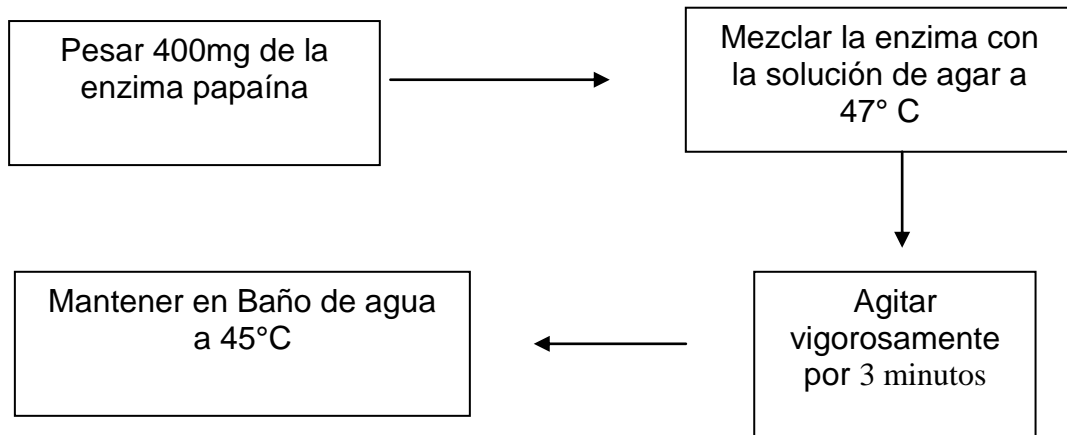 Pesar 400mg de la
enzima papaína
Mezclar la enzima con
la solución de agar a
47° C
Agitar
vigorosamente
por 3 minutos
Mantener en Baño de agua
a 45°C